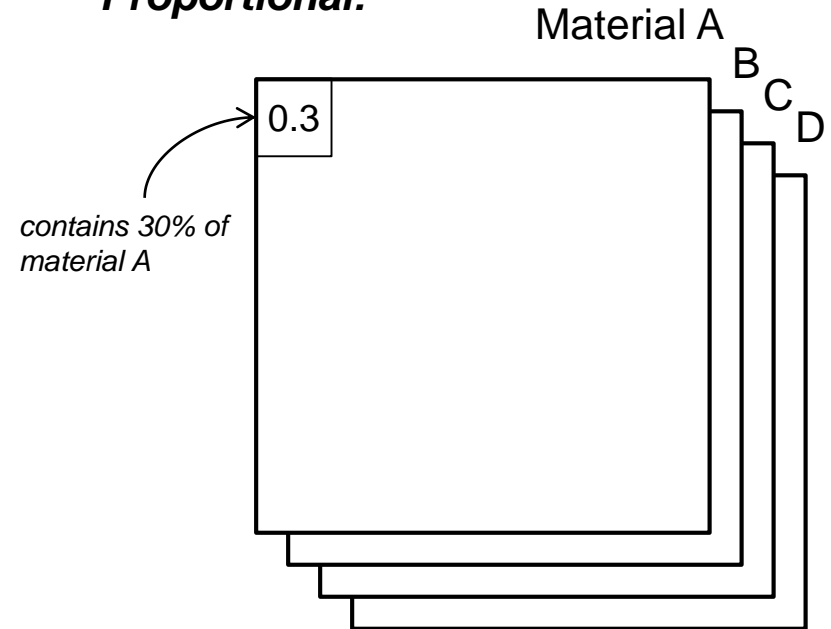 Proportional:
Material A
B
C
D
0.3
contains 30% of
material A